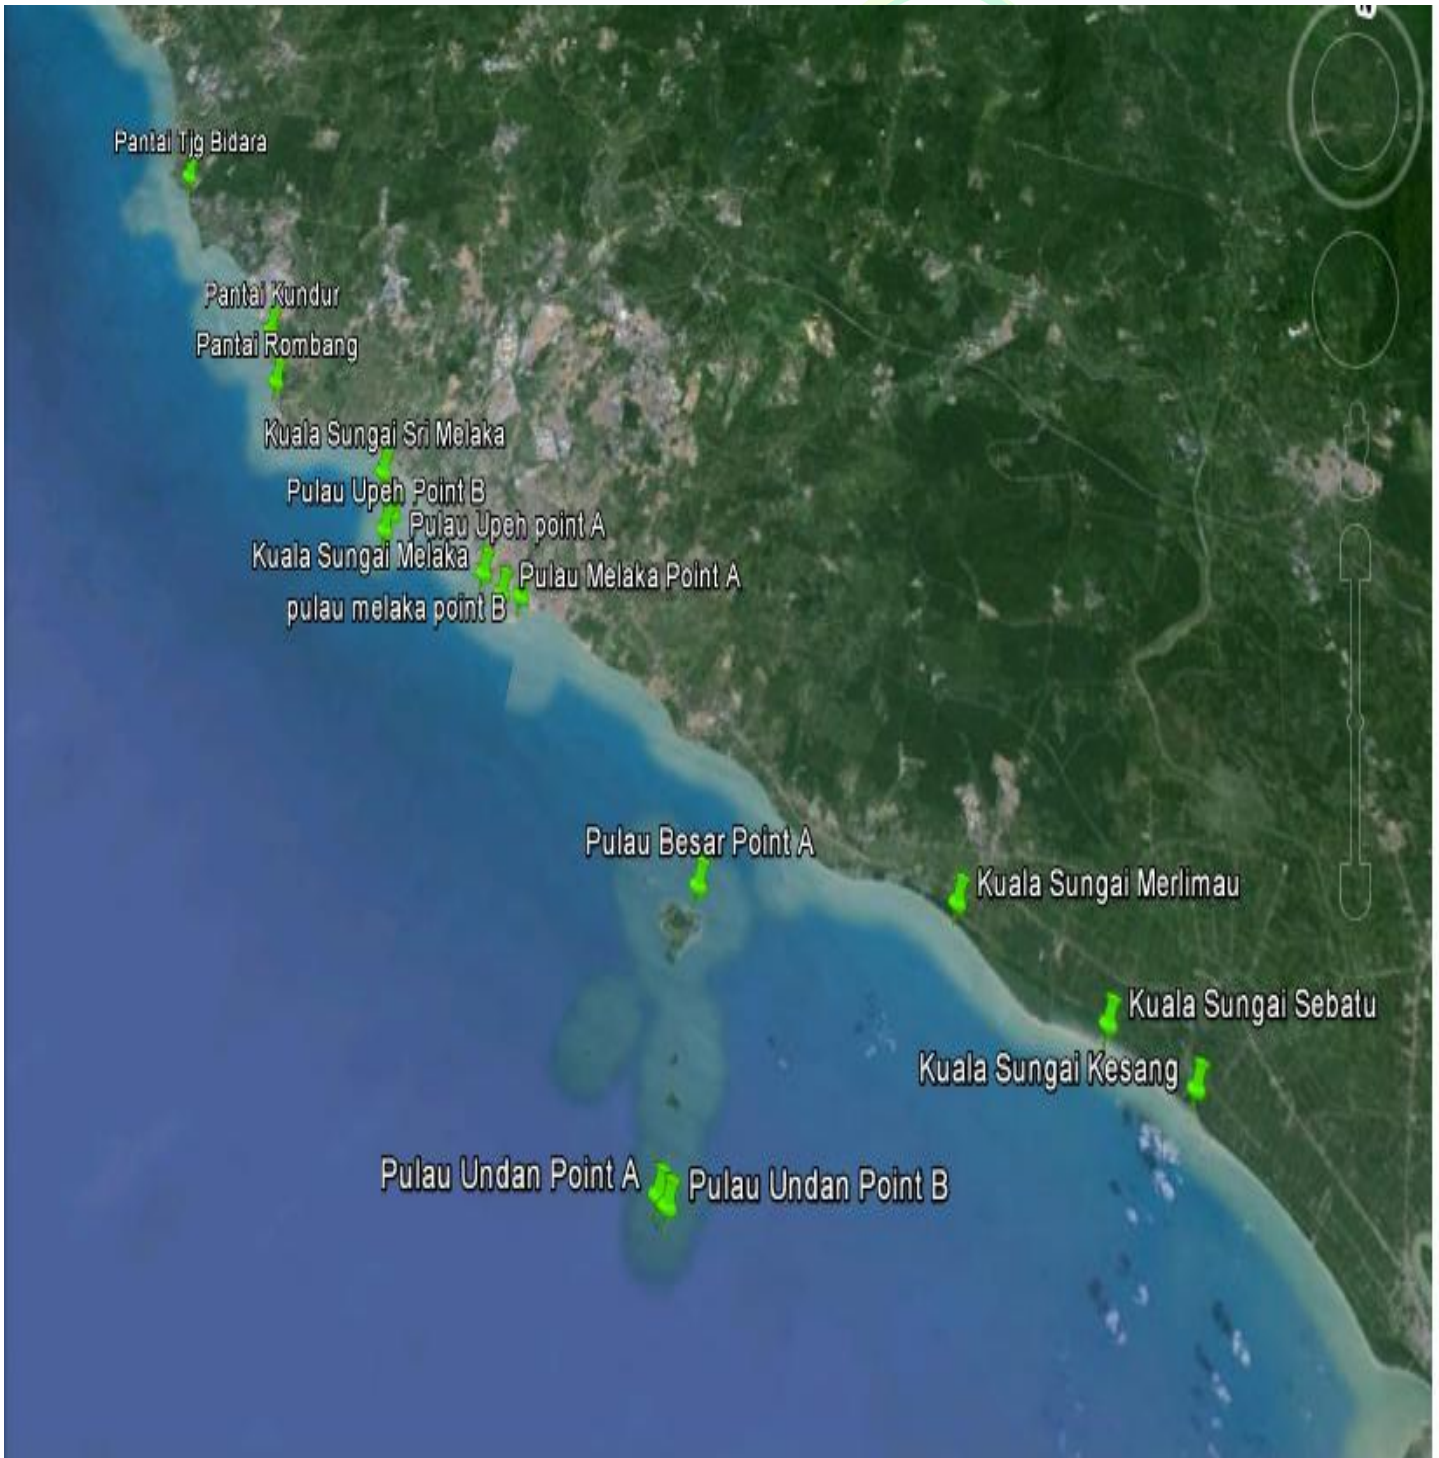 Pantai Tjg Bidara
Pantai Kundur
Pantai Rombang
Kuala Sungai Sri Melaka
Pulau Upeh Point B
Pulau Upeh point A
Kuala Sungai Melaka
Pulau Melaka Point A
pulau melaka point B
Pulau Besar Point A
Kuala Sungai Merlimau
Kuala Sungai Sebatu
Kuala Sungai Kesang
Pulau Undan Point A
Pulau Undan Point B